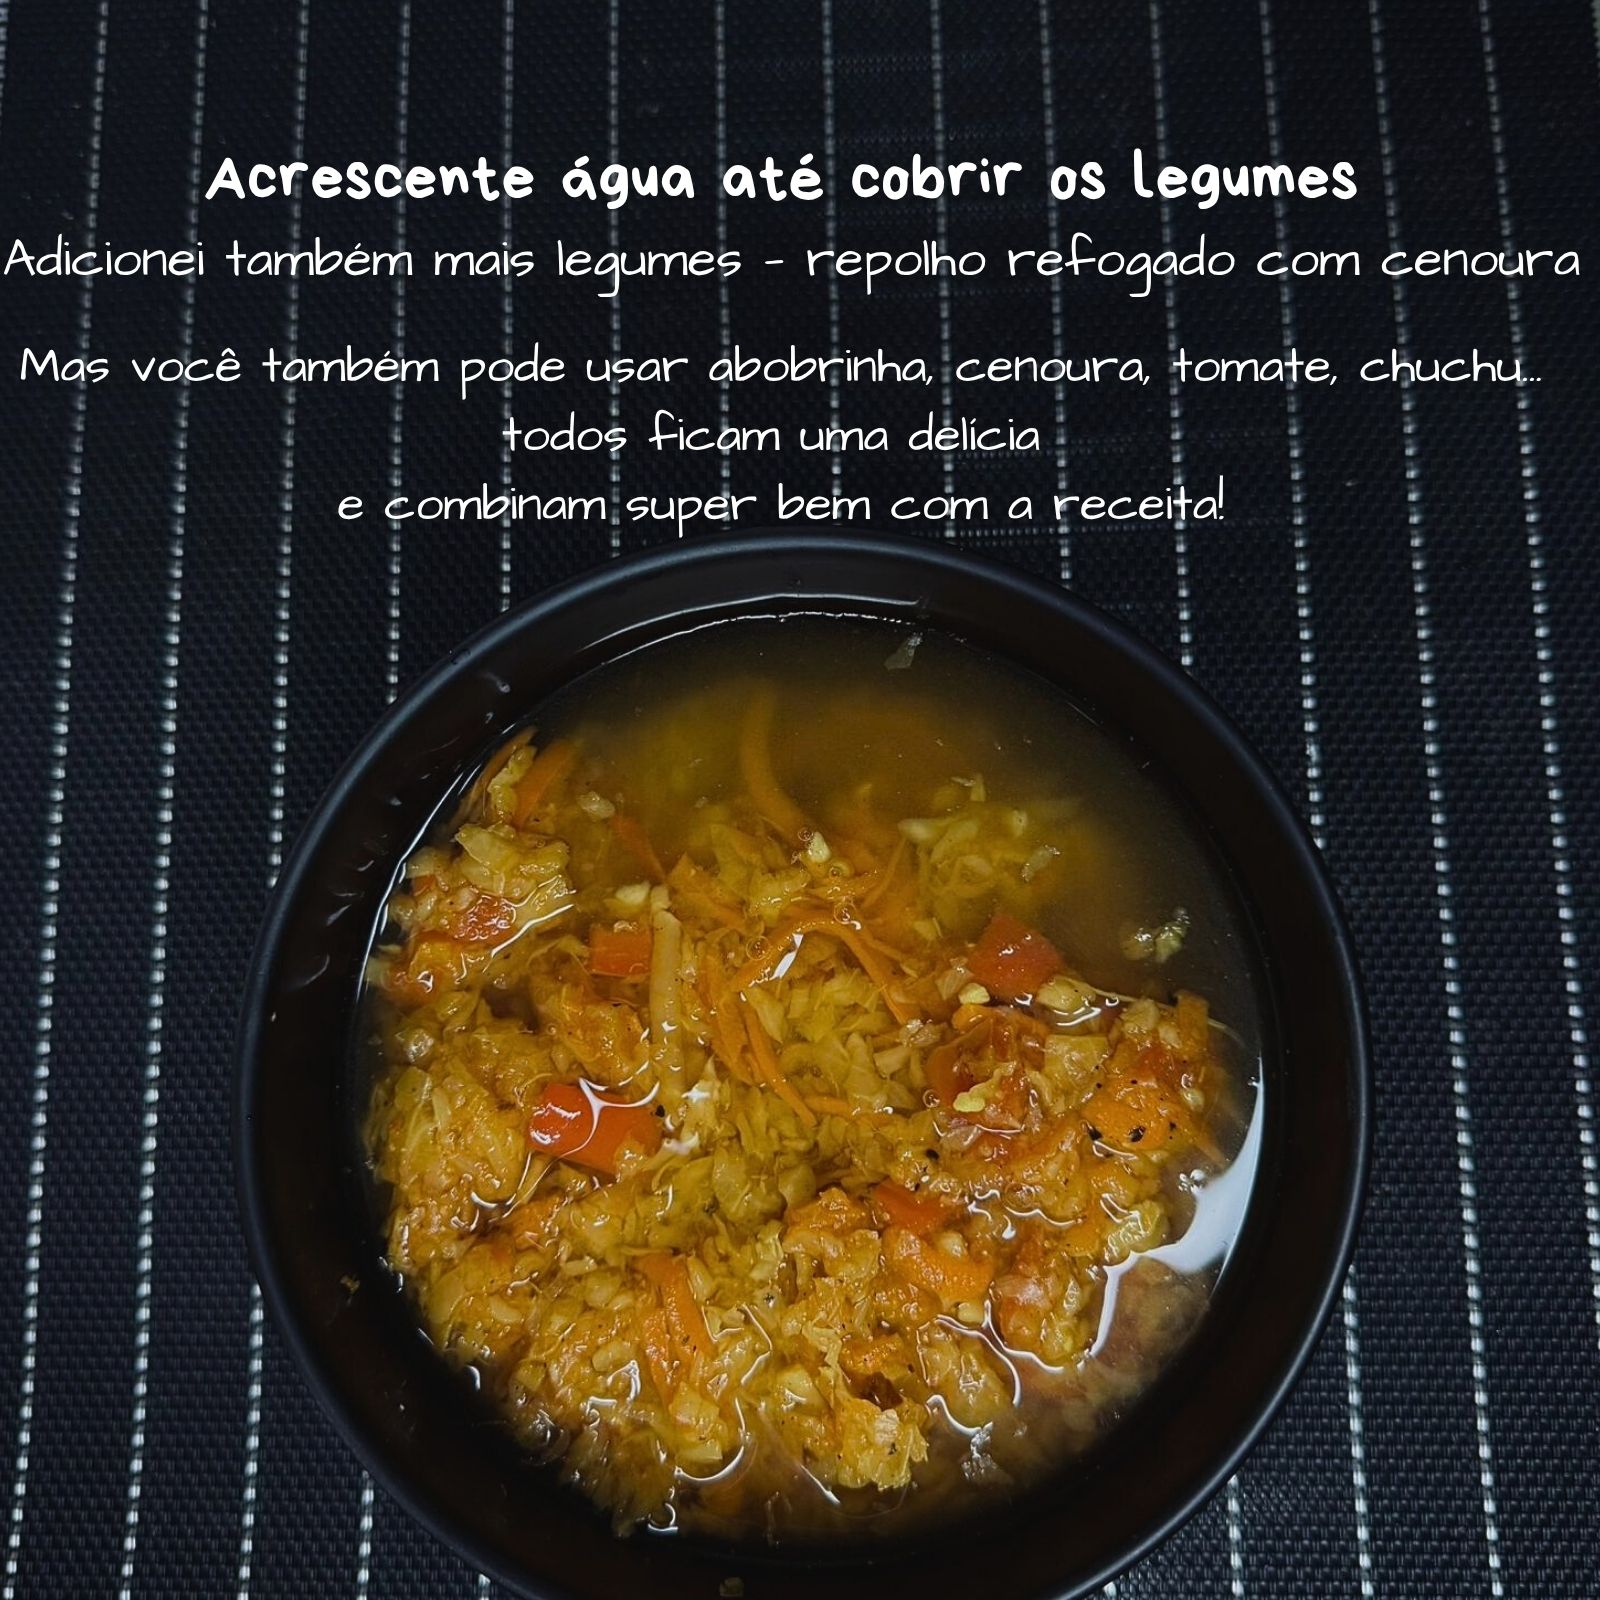 Acrescente água até cobrir os legumes
Adicionei também mais legumes - repolho refogado com cenoura
Mas você também pode usar abobrinha, cenoura, tomate, chuchu...
todos ficam uma delícia
e combinam super bem com a receita!